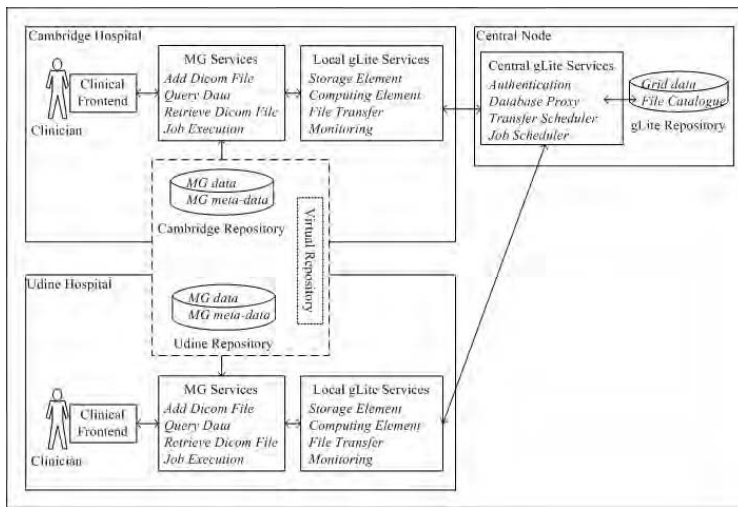 Cambridge Hospital
Clinical
Frontend
Clinician
MG Services
Add Dicom File
Query Data
Retrieve Dicom File
Job Execution
Local gLite Services
Storage Element
Computing Element
File Transfer
Monitoring
Central Node
Central gLite Services
Authentication
Database Proxy
Transfer Scheduler
Job Scheduler
Grid data
File Catalogue
gLite Repository
MG data
MG meta-data
Cambridge Repository
Virtual Repository
Udine Hospital
MG data
MG meta-data
Udine Repository
Clinical
Frontend
Clinician
MG Services
Add Dicom File
Query Data
Retrieve Dicom File
Job Execution
Local gLite Services
Storage Element
Computing Element
File Transfer
Monitoring